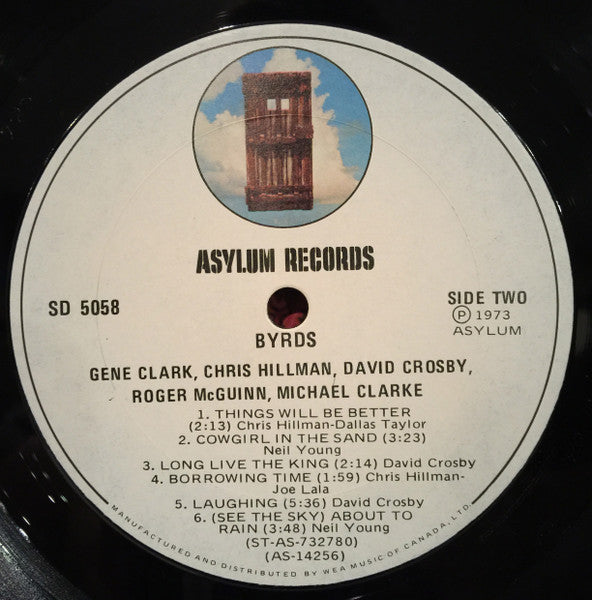 ASYLUM RECORDS
SD 5058
SIDE TWO
Ⓟ 1973
ASYLUM
BYRDS
GENE CLARK, CHRIS HILLMAN, DAVID CROSBY,
ROGER McGUINN, MICHAEL CLARKE
1. THINGS WILL BE BETTER
(2:13) Chris Hillman-Dallas Taylor
2. COWGIRL IN THE SAND (3:23)
Neil Young
3. LONG LIVE THE KING (2:14) David Crosby
4. BORROWING TIME (1:59) Chris Hillman-
Joe Lala
5. LAUGHING (5:36) David Crosby
6. (SEE THE SKY) ABOUT TO
RAIN (3:48) Neil Young
(ST-AS-732780)
(AS-14256)
MANUFACTURED AND DISTRIBUTED BY WEA MUSIC OF CANADA, LTD.